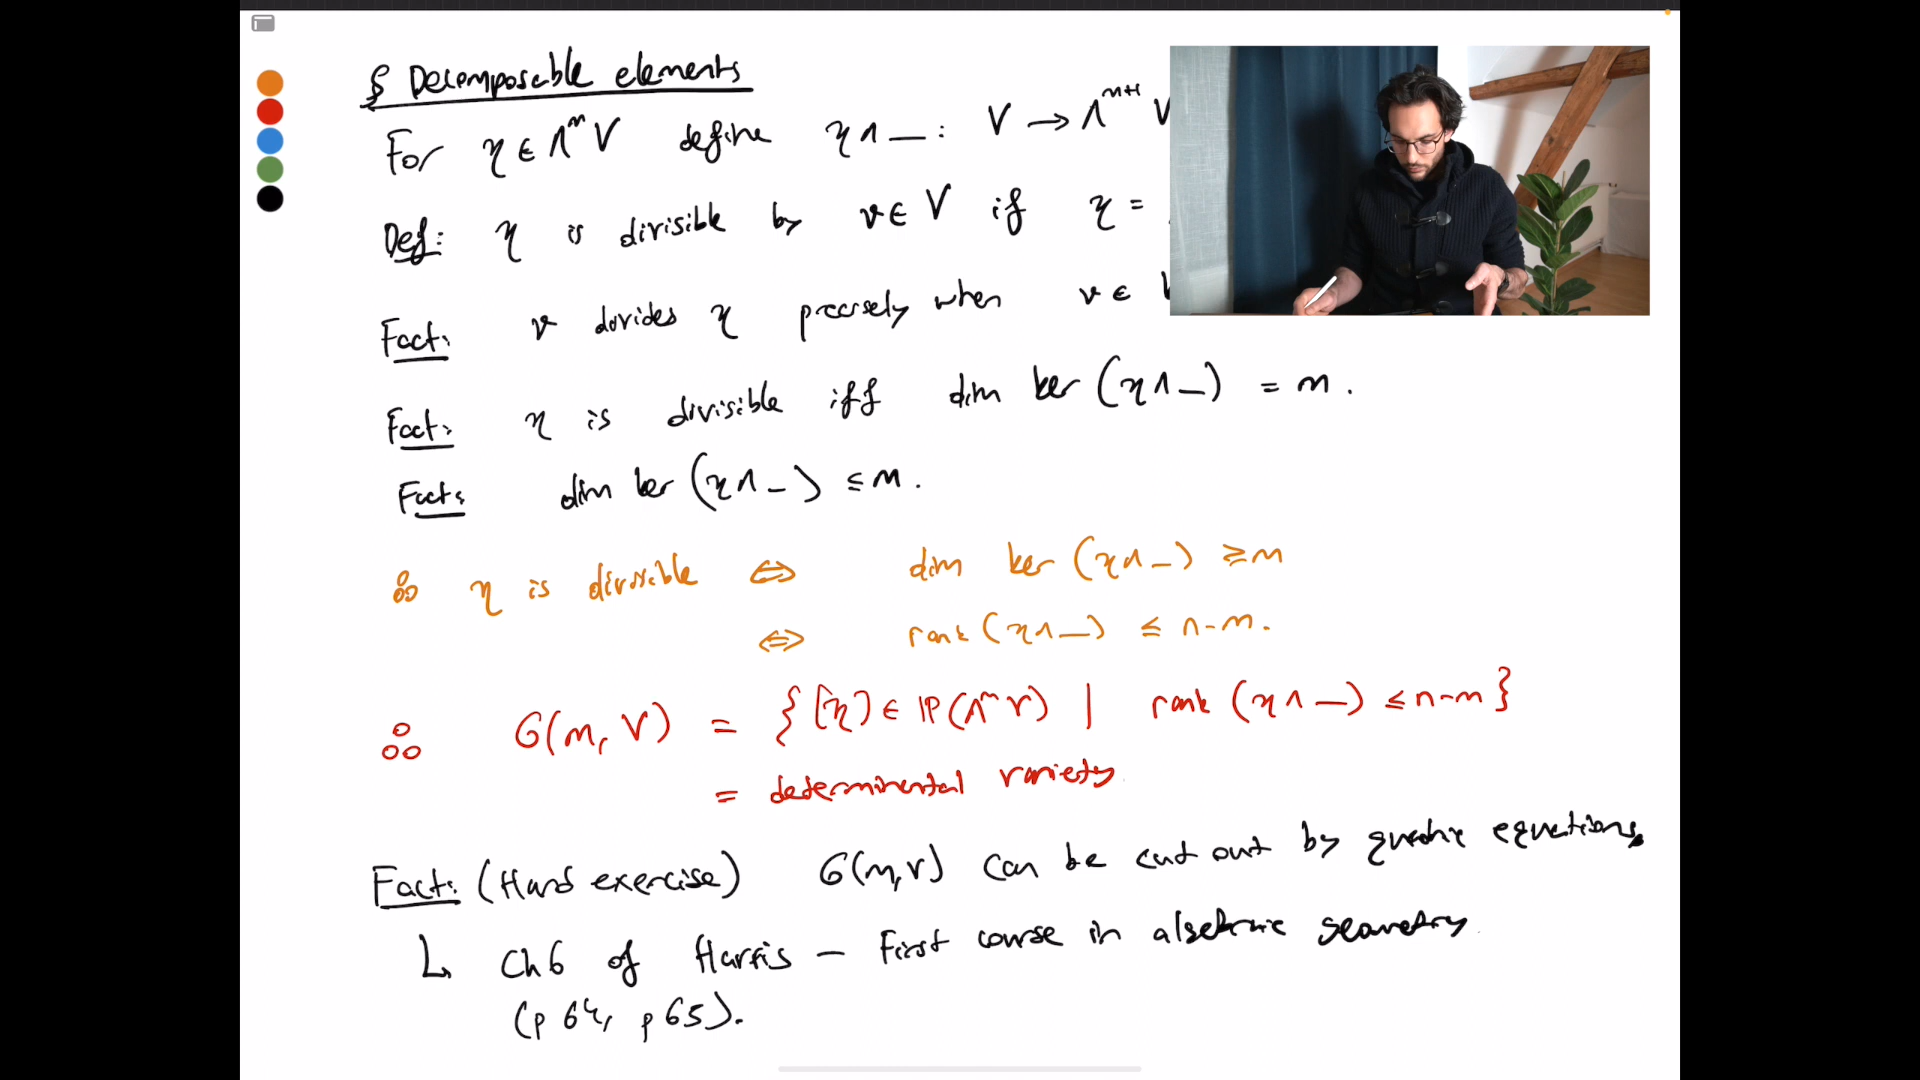 § Decomposable elements
For η ∈ Λ^m V define η ∧ _ : V → Λ^{m+1} V
Def: η is divisible by v ∈ V if η =
Fact: v divides η precisely when v ∈
Fact: η is divisible iff dim ker (η ∧ _) = m.
Fact: dim ker (η ∧ _) ≤ m.
∴ η is divisible ⟺ dim ker (η ∧ _) ≥ m
⟺ rank (η ∧ _) ≤ n-m.
∴ G(m, V) = { [η] ∈ ℙ(Λ^m V) | rank (η ∧ _) ≤ n-m }
= determinental variety
Fact: (Hard exercise) G(m,V) can be cut out by quadric equations.
↳ Ch 6 of Harris – First course in algebraic geometry
(p 64, p 65).